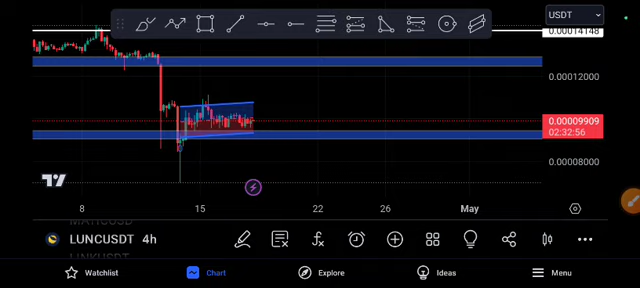 USDT
0.00014148
0.00012000
0.00009909
02:32:56
0.00008000
8 15 22 26 May
LUNCUSDT 4h
LINKUSDT
Watchlist Chart Explore Ideas Menu